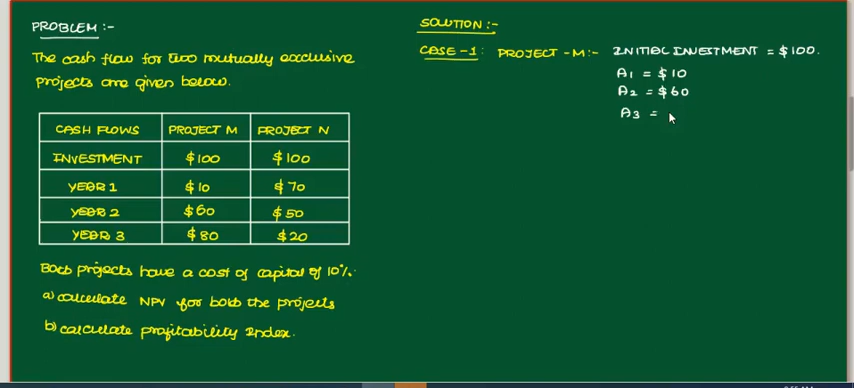 PROBLEM :-
The cash flow for two mutually exclusive
projects are given below.
CASH FLOWS PROJECT M PROJECT N
INVESTMENT $100 $100
YEAR 1 $10 $70
YEAR 2 $60 $50
YEAR 3 $80 $20
Both projects have a cost of capital of 10%.
a) calculate NPV for both the projects
b) calculate profitability Index.
SOLUTION :-
CASE-1 : PROJECT -M:- INITIAL INVESTMENT = $100.
A1 = $10
A2 = $60
A3 =